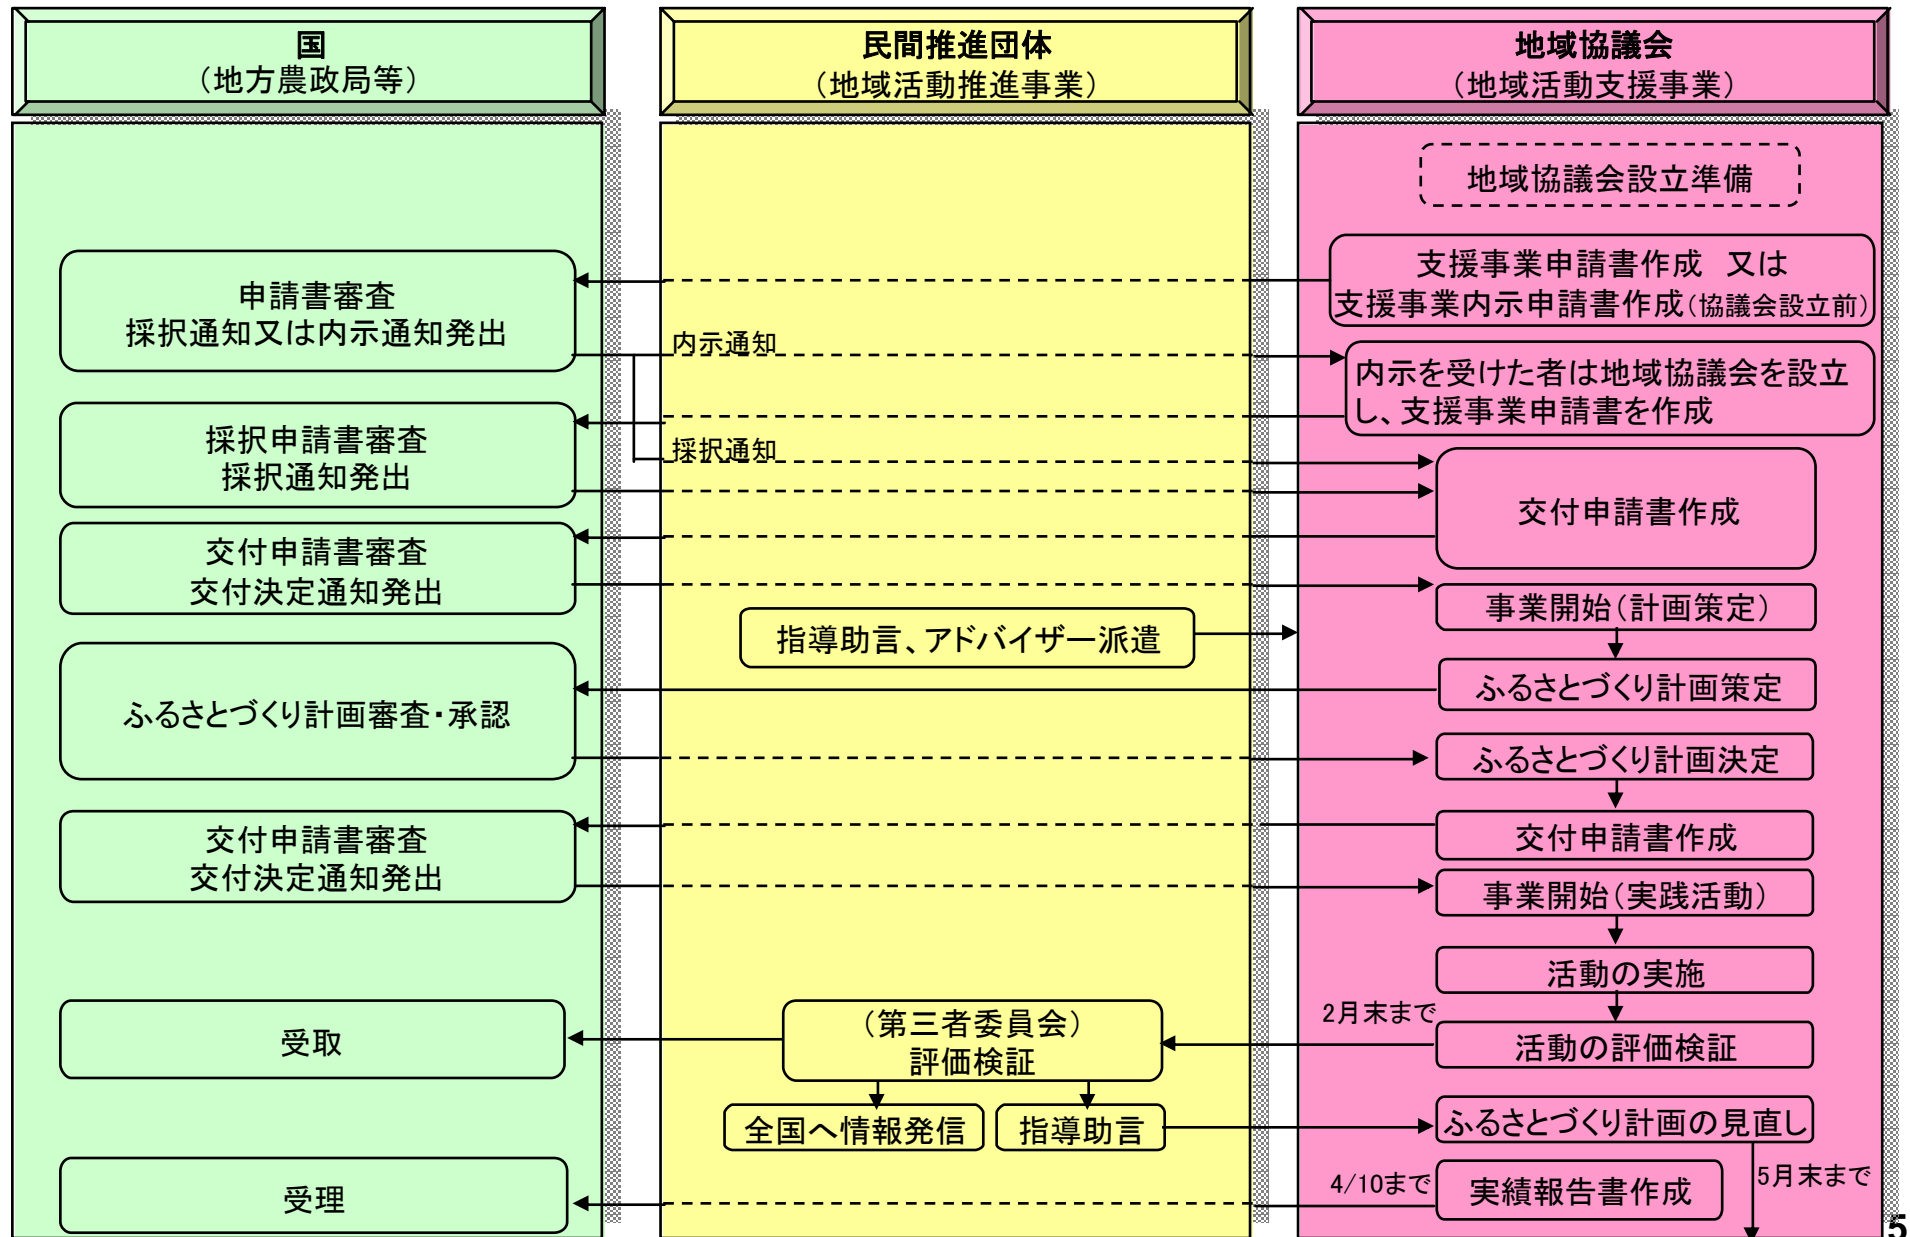 国
（地方農政局等）
民間推進団体
（地域活動推進事業）
地域協議会
（地域活動支援事業）
地域協議会設立準備
支援事業申請書作成　又は
支援事業内示申請書作成（協議会設立前）
申請書審査
採択通知又は内示通知発出
内示通知
内示を受けた者は地域協議会を設立
し、支援事業申請書を作成
採択申請書審査
採択通知発出
採択通知
交付申請書作成
交付申請書審査
交付決定通知発出
事業開始（計画策定）
指導助言、アドバイザー派遣
ふるさとづくり計画策定
ふるさとづくり計画審査・承認
ふるさとづくり計画決定
交付申請書審査
交付決定通知発出
交付申請書作成
事業開始（実践活動）
活動の実施
2月末まで
活動の評価検証
（第三者委員会）
評価検証
受取
全国へ情報発信
指導助言
ふるさとづくり計画の見直し
5月末まで
4/10まで
実績報告書作成
受理
5